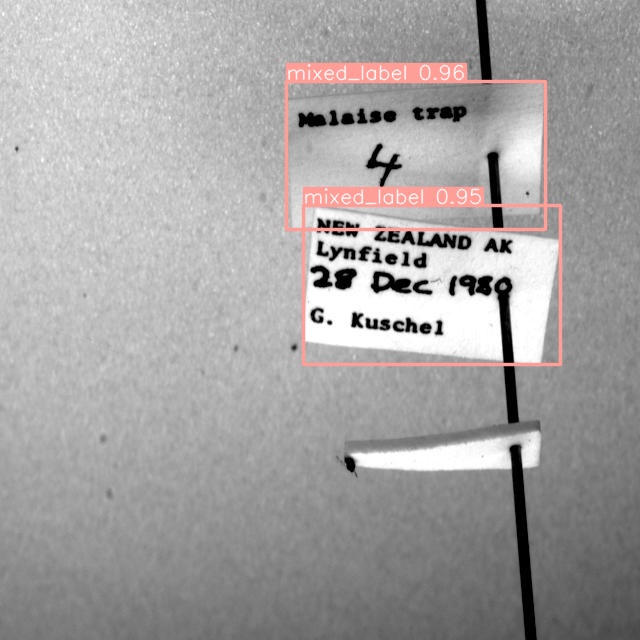 mixed_label 0.96
Malaise trap
4
mixed_label 0.95
NEW ZEALAND AK
Lynfield
28 Dec 1980
G. Kuschel